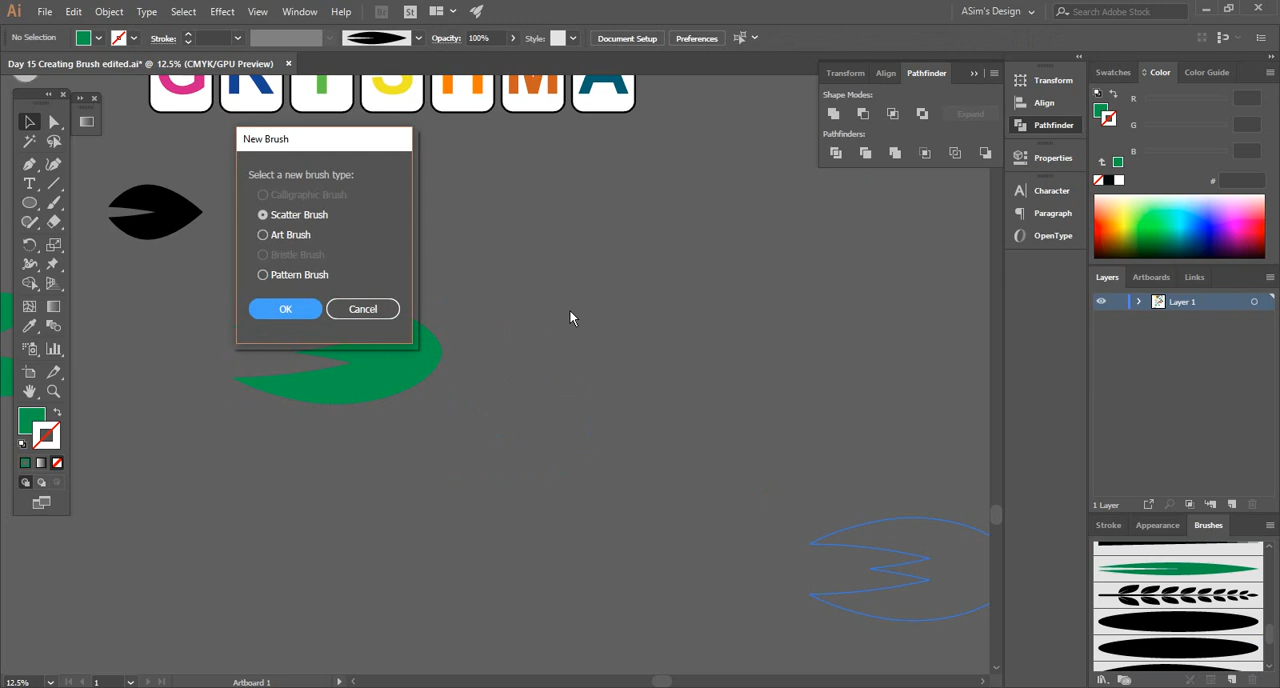 Ai File Edit Object Type Select Effect View Window Help Br St ASim's Design Search Adobe Stock
No Selection Stroke: Opacity: 100% Style: Document Setup Preferences
Day 15 Creating Brush edited.ai* @ 12.5% (CMYK/GPU Preview)
Transform Align Pathfinder
Shape Modes:
Expand
Pathfinders:
Transform
Align
Pathfinder
Properties
Character
Paragraph
OpenType
Swatches Color Color Guide
R
G
B
#
Layers Artboards Links
Layer 1
1 Layer
Stroke Appearance Brushes
New Brush
Select a new brush type:
Calligraphic Brush
Scatter Brush
Art Brush
Bristle Brush
Pattern Brush
OK Cancel
12.5% 1 Artboard 1